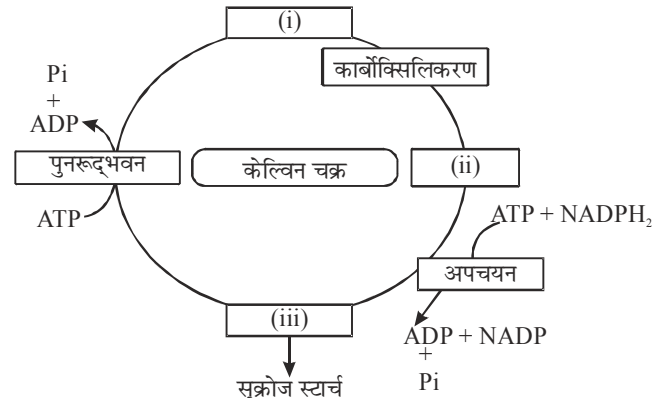 (i)
कार्बोक्सिलिकरण
Pi
+
ADP
पुनरूद्‌भवन
केल्विन चक्र
(ii)
ATP
ATP + NADPH₂
अपचयन
(iii)
ADP + NADP
+
Pi
सुक्रोज स्टार्च